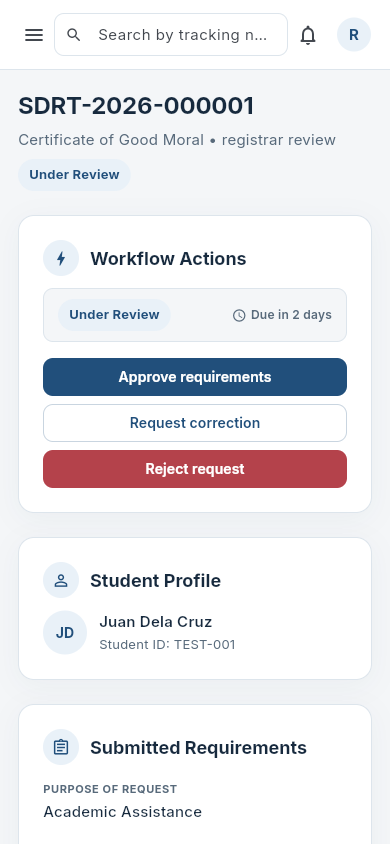 Search by tracking n...
R
SDRT-2026-000001
Certificate of Good Moral • registrar review
Under Review
Workflow Actions
Under Review
Due in 2 days
Approve requirements
Request correction
Reject request
Student Profile
JD
Juan Dela Cruz
Student ID: TEST-001
Submitted Requirements
PURPOSE OF REQUEST
Academic Assistance